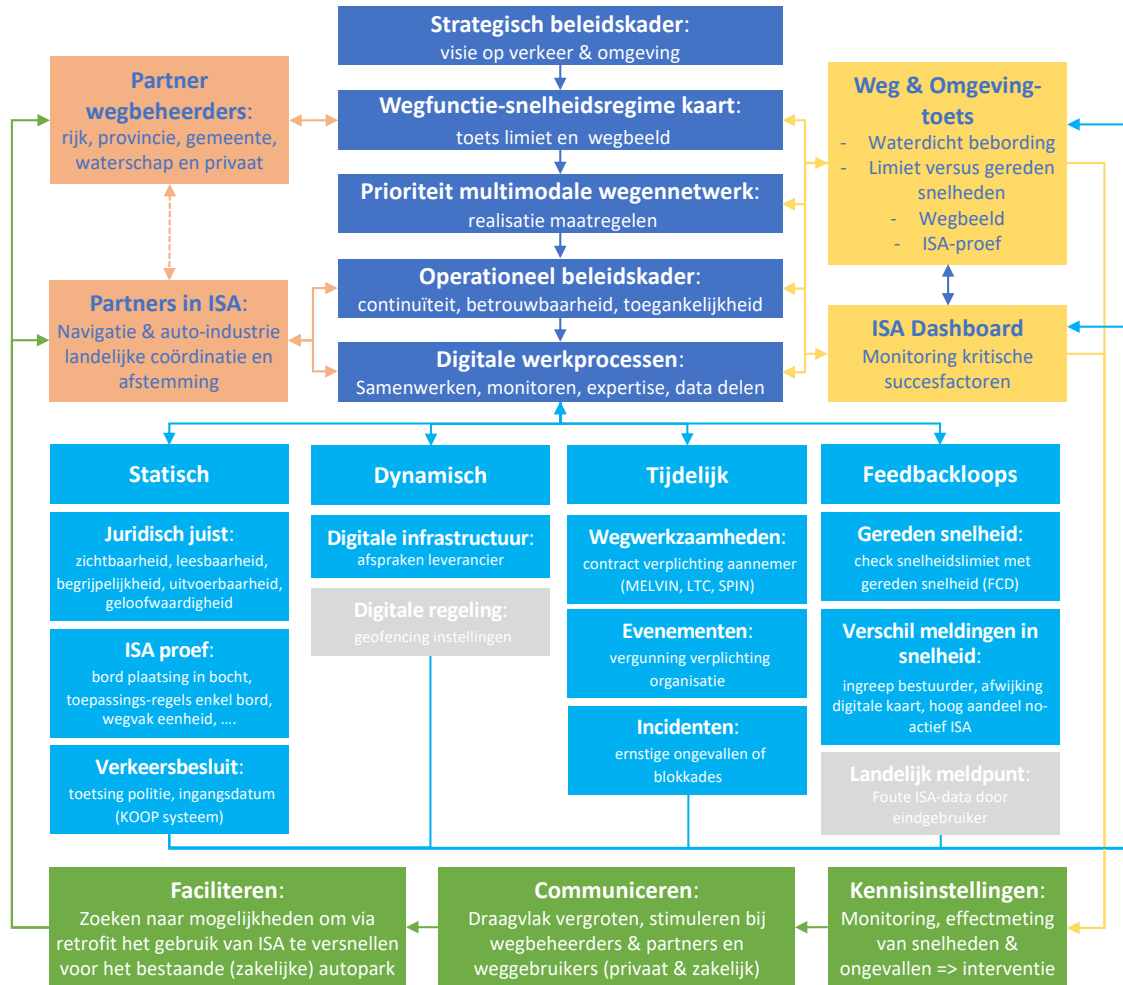 Strategisch beleidskader:
visie op verkeer & omgeving
Partner
wegbeheerders:
rijk, provincie, gemeente,
waterschap en privaat
Wegfunctie-snelheidsregime kaart:
toets limiet en wegbeeld
Weg & Omgeving-
toets
- Waterdicht bebording
- Limiet versus gereden
snelheden
- Wegbeeld
- ISA-proef
Prioriteit multimodale wegennetwerk:
realisatie maatregelen
Partners in ISA:
Navigatie & auto-industrie
landelijke coördinatie en
afstemming
Operationeel beleidskader:
continuïteit, betrouwbaarheid, toegankelijkheid
ISA Dashboard
Monitoring kritische
succesfactoren
Digitale werkprocessen:
Samenwerken, monitoren, expertise, data delen
Statisch
Juridisch juist:
zichtbaarheid, leesbaarheid,
begrijpelijkheid, uitvoerbaarheid,
geloofwaardigheid
ISA proef:
bord plaatsing in bocht,
toepassings-regels enkel bord,
wegvak eenheid, ....
Verkeersbesluit:
toetsing politie, ingangsdatum
(KOOP systeem)
Dynamisch
Digitale infrastructuur:
afspraken leverancier
Digitale regeling:
geofencing instellingen
Tijdelijk
Wegwerkzaamheden:
contract verplichting aannemer
(MELVIN, LTC, SPIN)
Evenementen:
vergunning verplichting
organisatie
Incidenten:
ernstige ongevallen of
blokkades
Feedbackloops
Gereden snelheid:
check snelheidslimiet met
gereden snelheid (FCD)
Verschil meldingen in
snelheid:
ingreep bestuurder, afwijking
digitale kaart, hoog aandeel no-
actief ISA
Landelijk meldpunt:
Foute ISA-data door
eindgebruiker
Faciliteren:
Zoeken naar mogelijkheden om via
retrofit het gebruik van ISA te versnellen
voor het bestaande (zakelijke) autopark
Communiceren:
Draagvlak vergroten, stimuleren bij
wegbeheerders & partners en
weggebruikers (privaat & zakelijk)
Kennisinstellingen:
Monitoring, effectmeting
van snelheden &
ongevallen => interventie